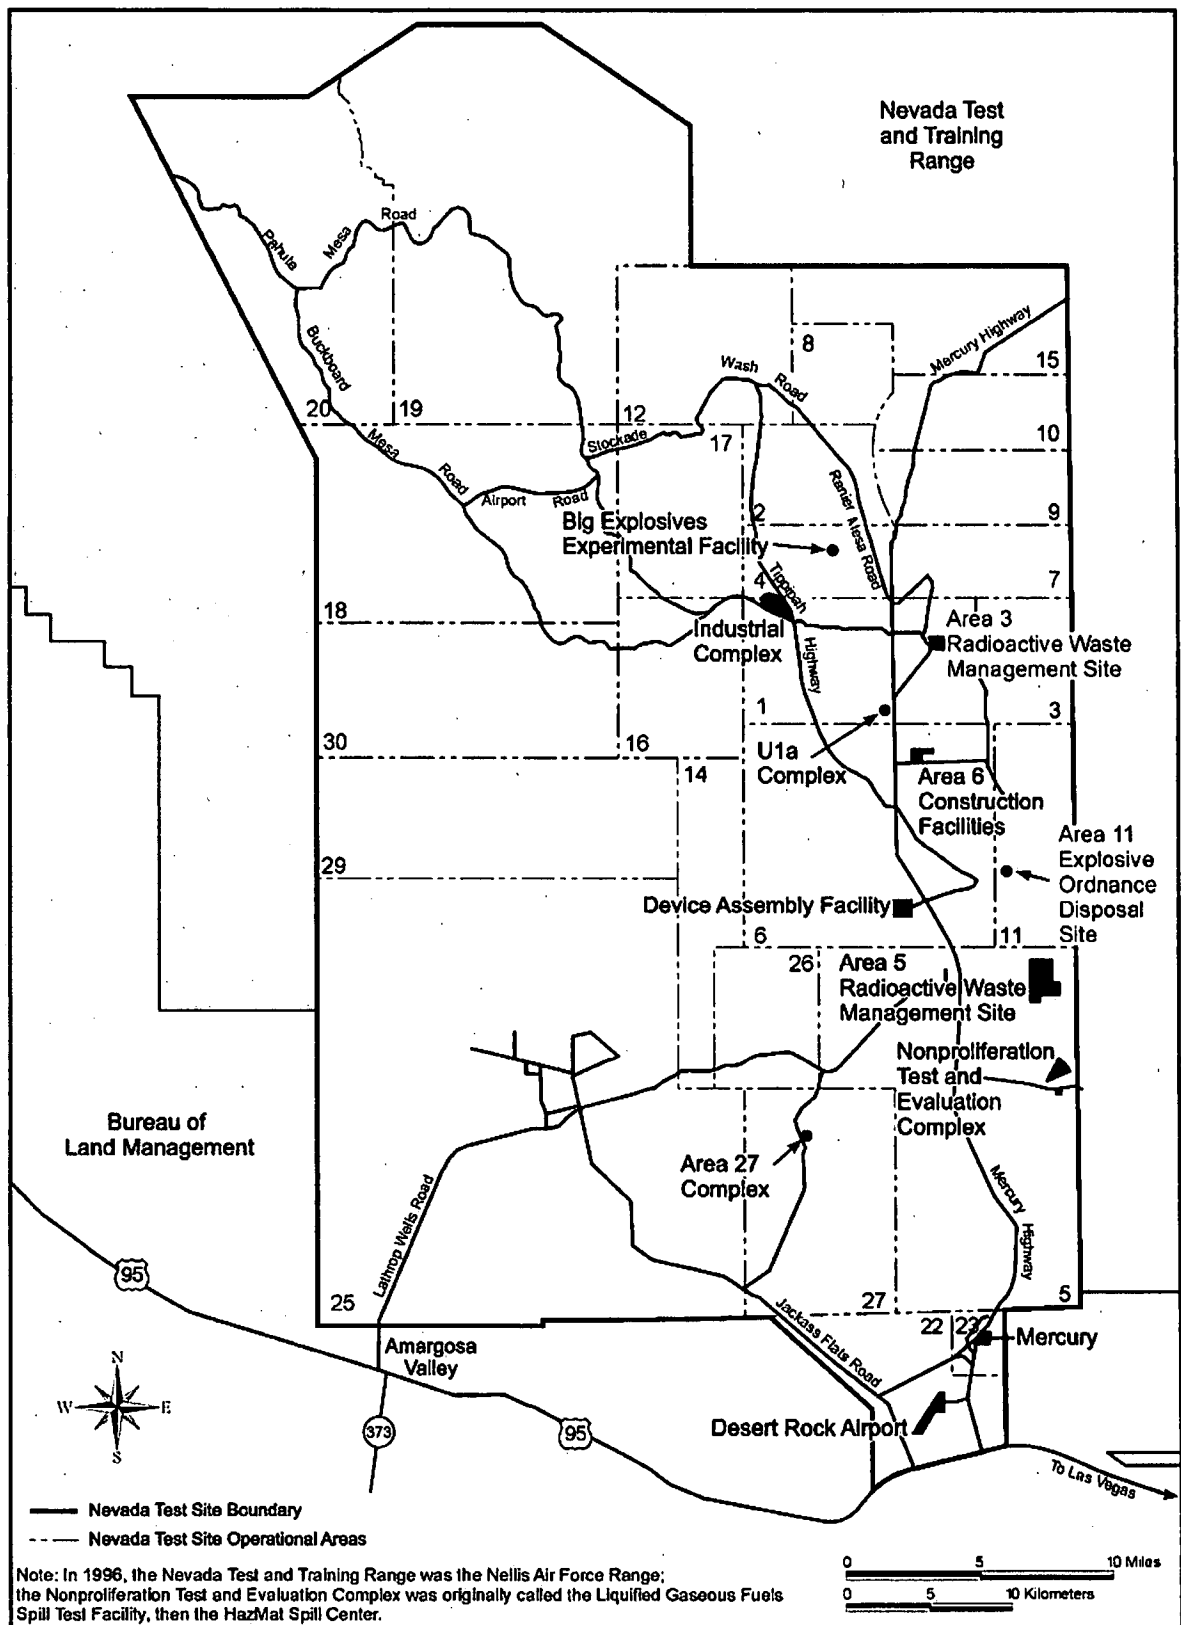 Nevada Test
and Training
Range
Pahute
Mesa
Road
Buckboard
Mesa
Road
Airport
Road
Stockade
Wash
Road
Mercury Highway
8
15
20
19
12
17
10
Ranier Mesa Road
2
9
Big Explosives
Experimental Facility
4
Tippipah
Highway
7
18
Industrial
Complex
Area 3
Radioactive Waste
Management Site
1
3
30
16
14
U1a
Complex
Area 6
Construction
Facilities
29
Area 11
Explosive
Ordnance
Disposal
Site
Device Assembly Facility
6
11
26
Area 5
Radioactive Waste
Management Site
Nonproliferation
Test and
Evaluation
Complex
Bureau of
Land Management
Area 27
Complex
Mercury
Highway
Lathrop Wells Road
95
25
27
5
Jackass Flats Road
22
23
Mercury
Amargosa
Valley
N
W
E
S
373
95
Desert Rock Airport
To Las Vegas
Nevada Test Site Boundary
Nevada Test Site Operational Areas
0 5 10 Miles
0 5 10 Kilometers
Note: In 1996, the Nevada Test and Training Range was the Nellis Air Force Range;
the Nonproliferation Test and Evaluation Complex was originally called the Liquified Gaseous Fuels
Spill Test Facility, then the HazMat Spill Center.